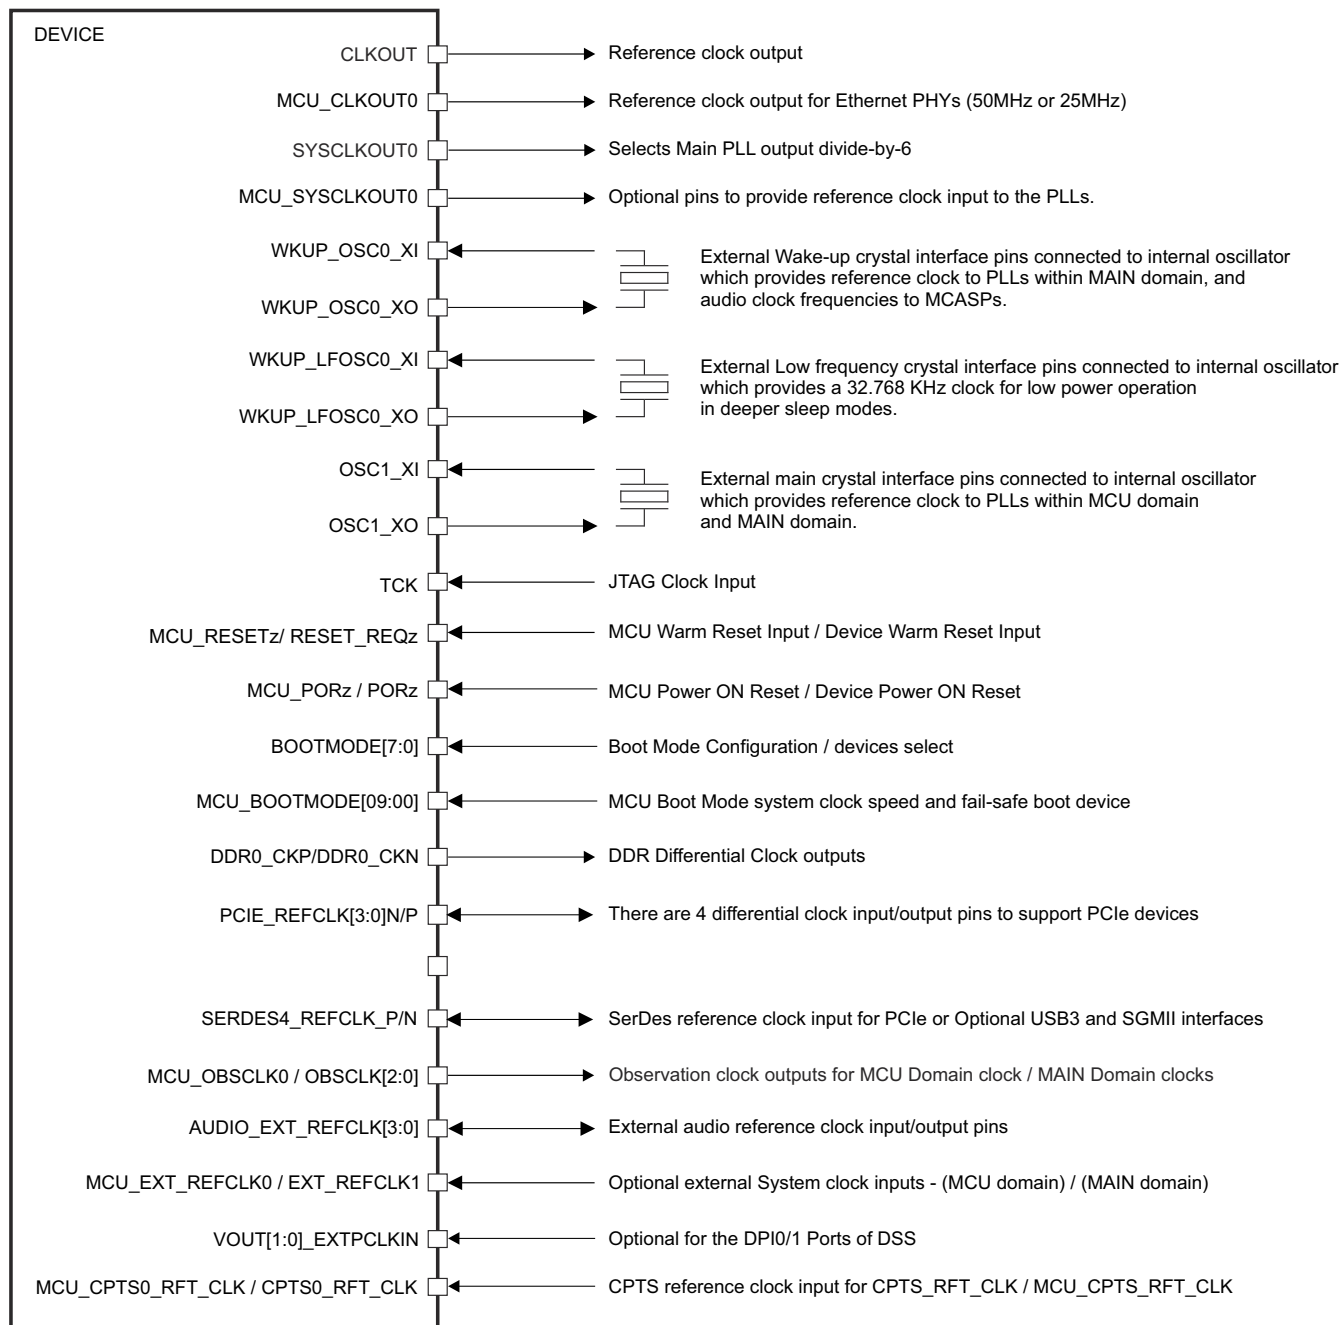 DEVICE
CLKOUT Reference clock output
MCU_CLKOUT0 Reference clock output for Ethernet PHYs (50MHz or 25MHz)
SYSCLKOUT0 Selects Main PLL output divide-by-6
MCU_SYSCLKOUT0 Optional pins to provide reference clock input to the PLLs.
WKUP_OSC0_XI
External Wake-up crystal interface pins connected to internal oscillator
which provides reference clock to PLLs within MAIN domain, and
audio clock frequencies to MCASPs.
WKUP_OSC0_XO
WKUP_LFOSC0_XI
External Low frequency crystal interface pins connected to internal oscillator
which provides a 32.768 KHz clock for low power operation
in deeper sleep modes.
WKUP_LFOSC0_XO
OSC1_XI
External main crystal interface pins connected to internal oscillator
which provides reference clock to PLLs within MCU domain
and MAIN domain.
OSC1_XO
TCK JTAG Clock Input
MCU_RESETz/ RESET_REQz MCU Warm Reset Input / Device Warm Reset Input
MCU_PORz / PORz MCU Power ON Reset / Device Power ON Reset
BOOTMODE[7:0] Boot Mode Configuration / devices select
MCU_BOOTMODE[09:00] MCU Boot Mode system clock speed and fail-safe boot device
DDR0_CKP/DDR0_CKN DDR Differential Clock outputs
PCIE_REFCLK[3:0]N/P There are 4 differential clock input/output pins to support PCIe devices
SERDES4_REFCLK_P/N SerDes reference clock input for PCIe or Optional USB3 and SGMII interfaces
MCU_OBSCLK0 / OBSCLK[2:0] Observation clock outputs for MCU Domain clock / MAIN Domain clocks
AUDIO_EXT_REFCLK[3:0] External audio reference clock input/output pins
MCU_EXT_REFCLK0 / EXT_REFCLK1 Optional external System clock inputs - (MCU domain) / (MAIN domain)
VOUT[1:0]_EXTPCLKIN Optional for the DPI0/1 Ports of DSS
MCU_CPTS0_RFT_CLK / CPTS0_RFT_CLK CPTS reference clock input for CPTS_RFT_CLK / MCU_CPTS_RFT_CLK